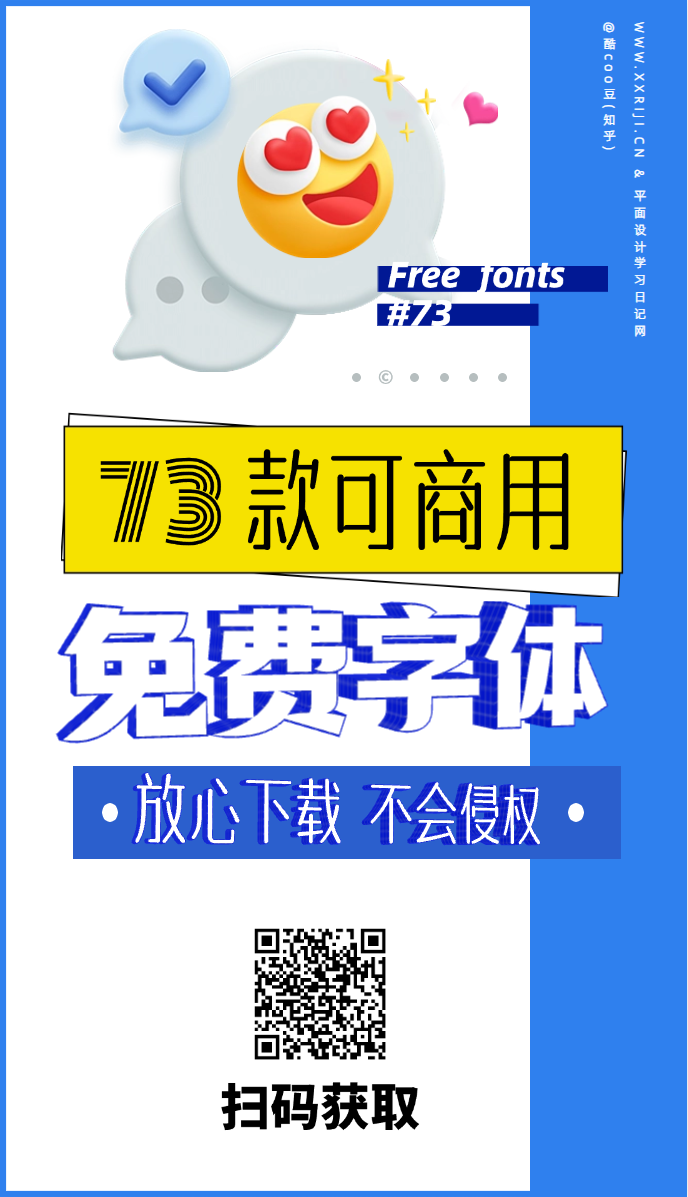 WWW.XXRIJI.CN & 平面设计学习日记网
@酷coo豆(知乎)
Free fonts
#73
©
73款可商用
免费字体
放心下载 不会侵权
扫码获取